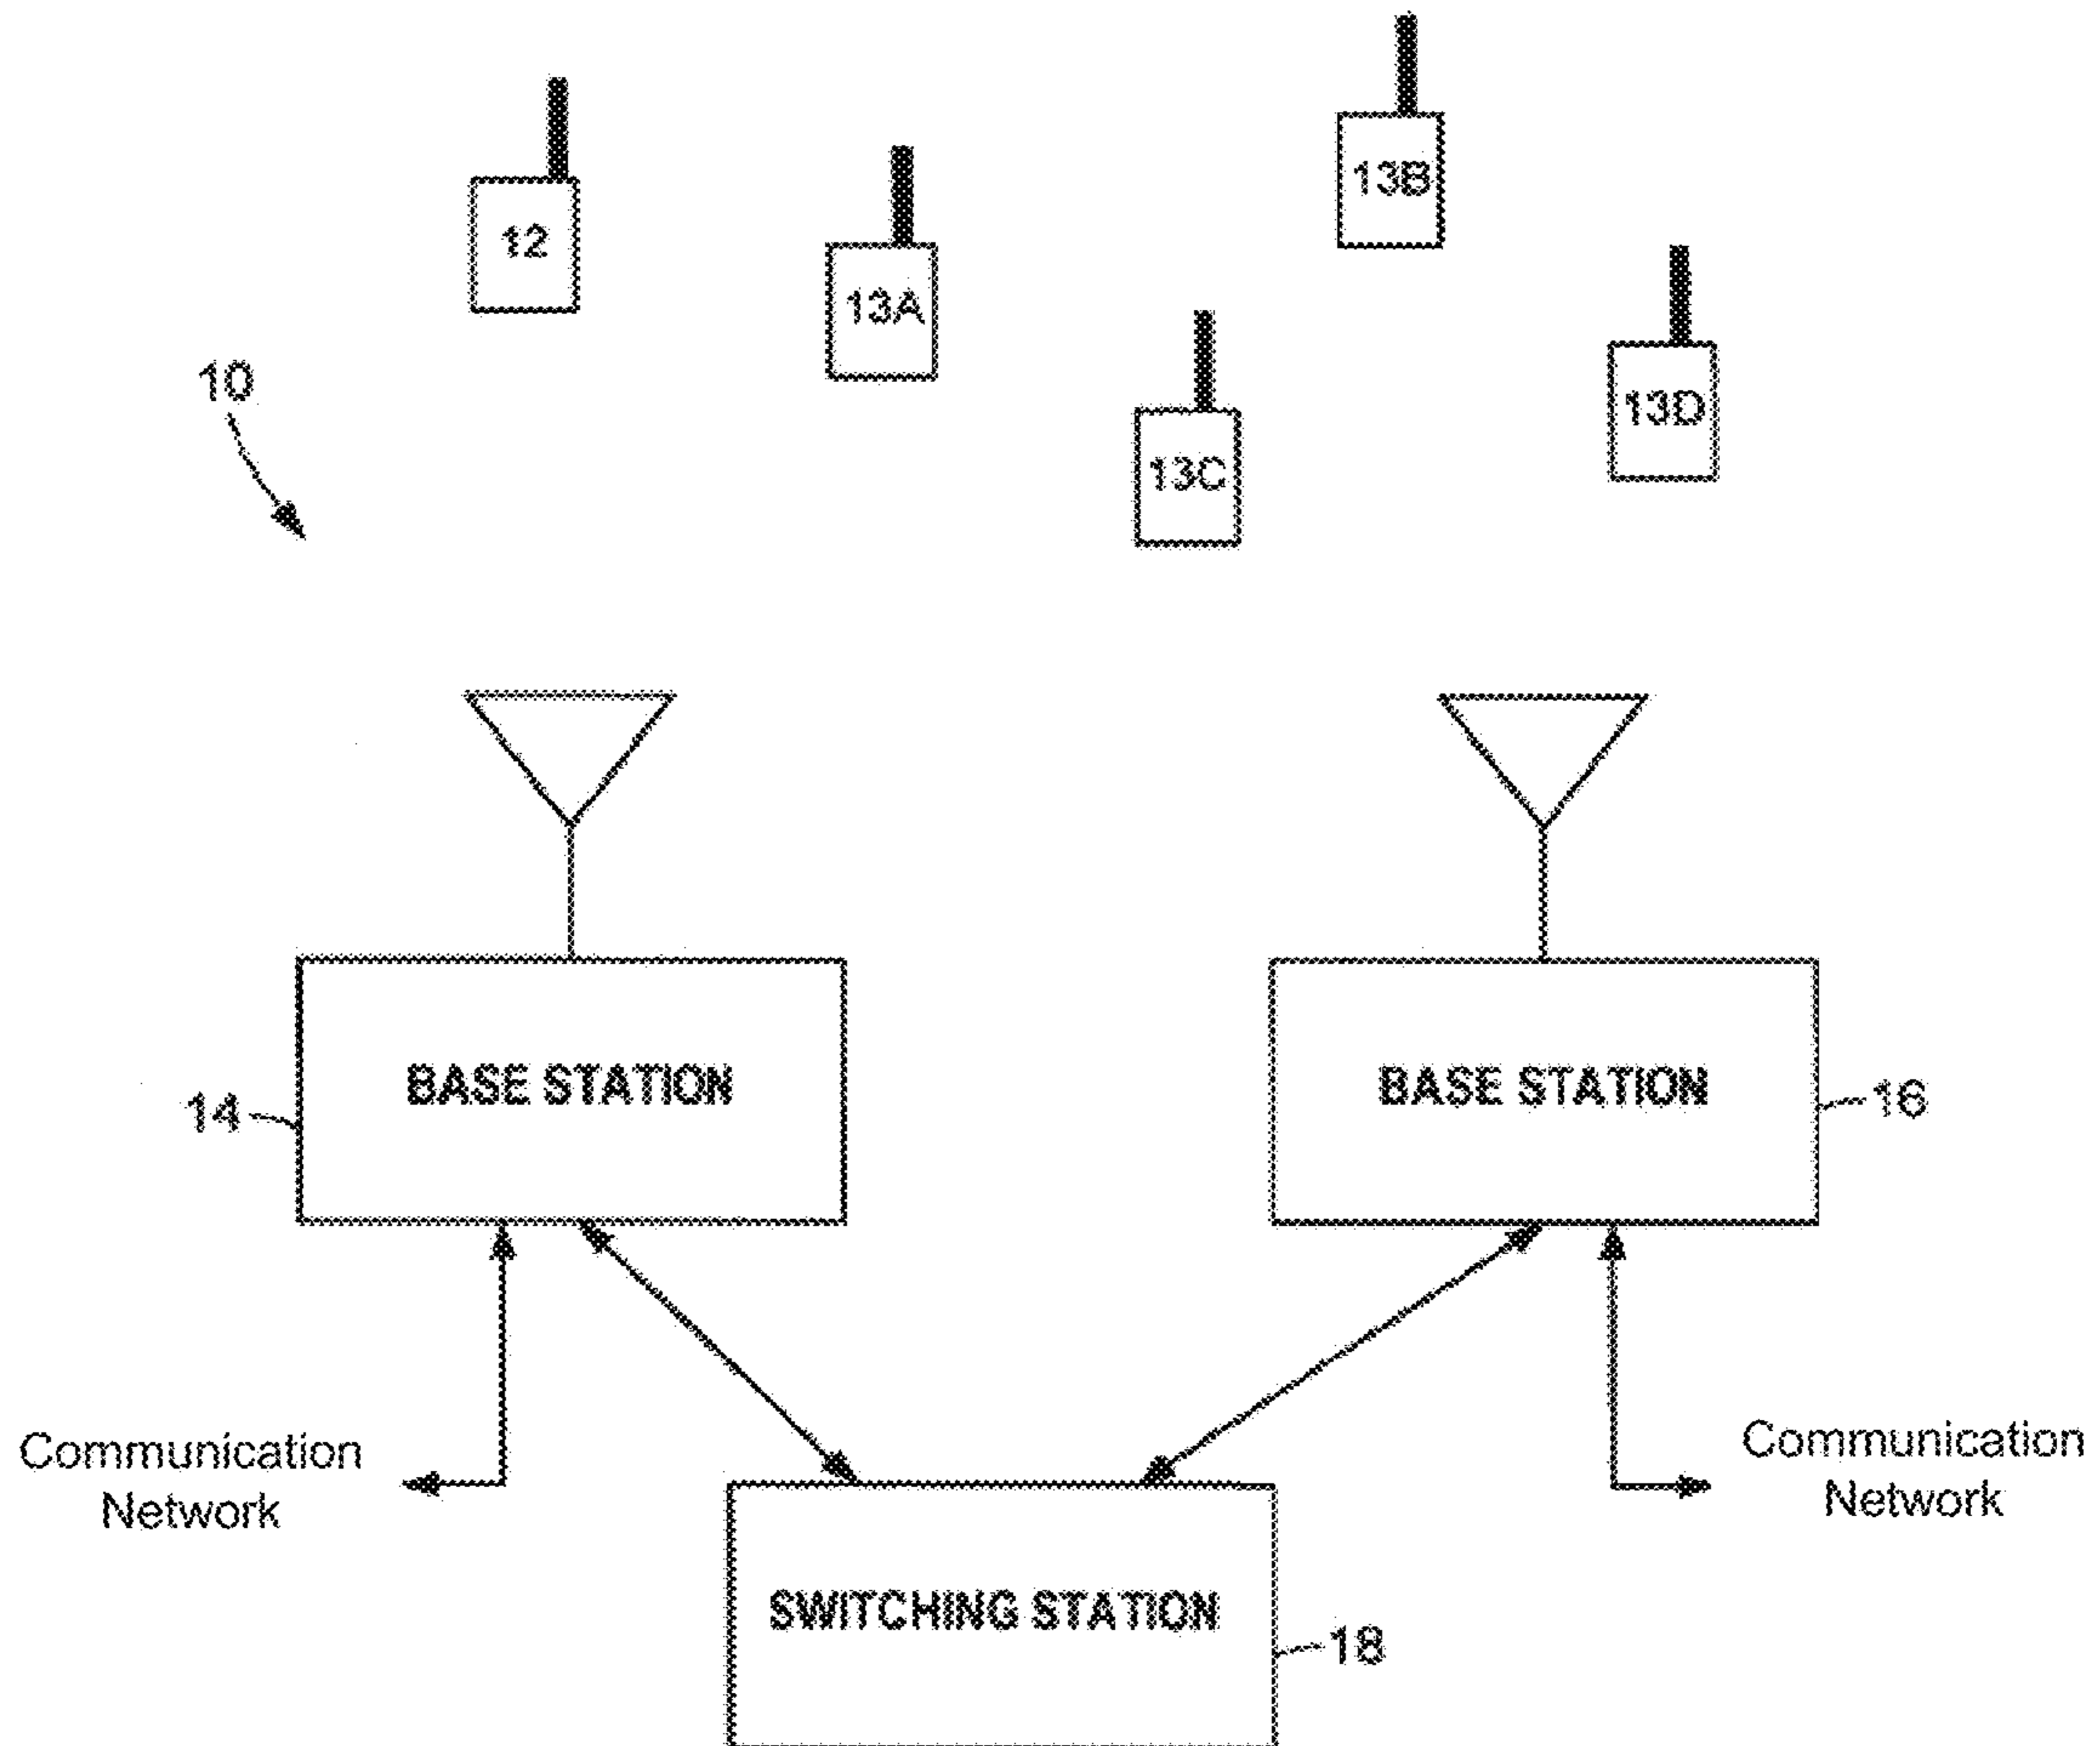 13B
12
13A
10
13D
13C
BASE STATION
BASE STATION
14
16
Communication
Network
Communication
Network
SWITCHING STATION
18